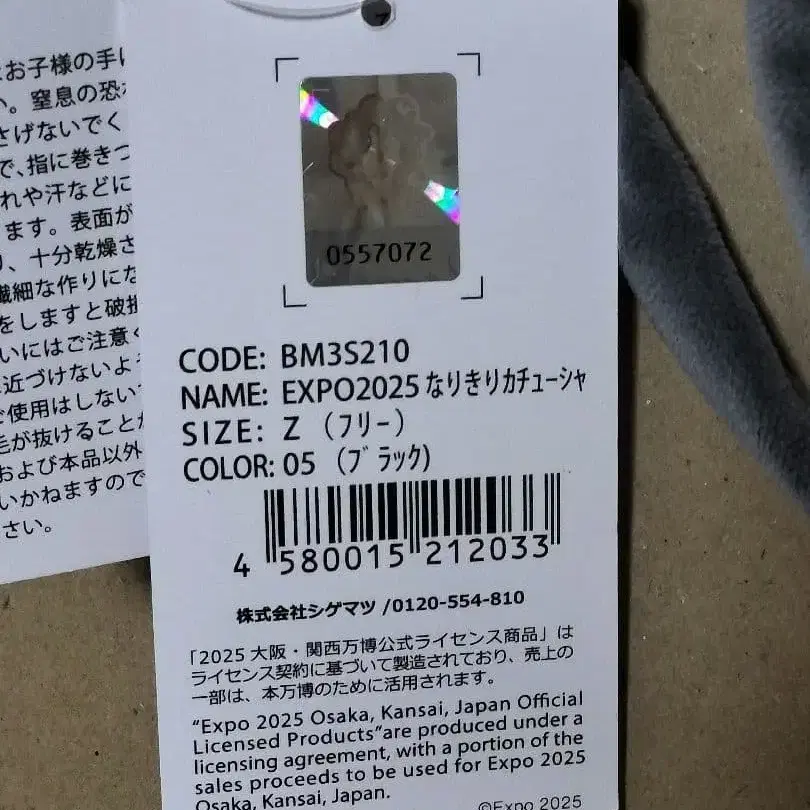 お子様の手
い。窒息の恐
さげないでく
で、指に巻きつ
れや汗などに
ます。表面が
、十分乾燥さ
繊細な作りにな
をしますと破損
いにはご注意く
近づけないよ
ご使用はしない
毛が抜けること
および本品以外
いかねますので
さい。
0557072
CODE: BM3S210
NAME: EXPO2025なりきりカチューシャ
SIZE: Z (フリー)
COLOR: 05 (ブラック)
4 580015 212033
株式会社シゲマツ /0120-554-810
「2025 大阪・関西万博公式ライセンス商品」は
ライセンス契約に基づいて製造されており、売上の
一部は、本万博のために活用されます。
“Expo 2025 Osaka, Kansai, Japan Official
Licensed Products”are produced under a
licensing agreement, with a portion of the
sales proceeds to be used for Expo 2025
Osaka, Kansai, Japan.
©Expo 2025